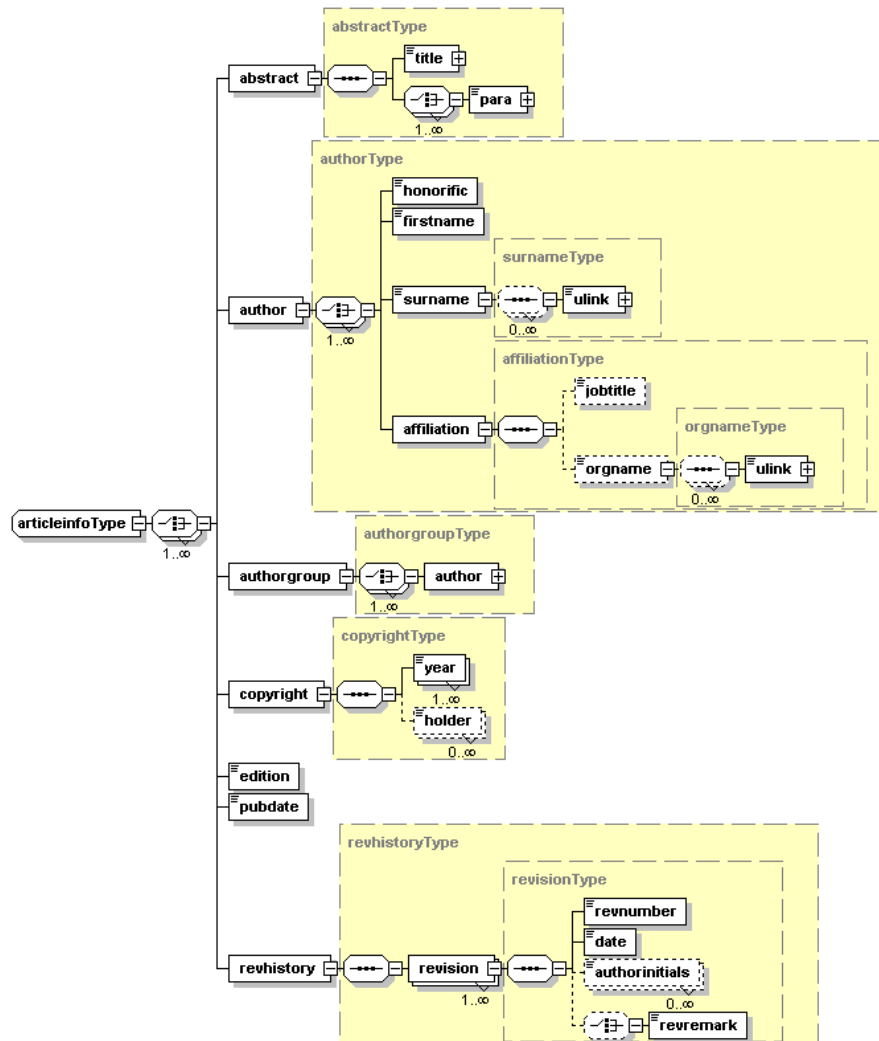 abstractType
title
abstract
para
1..∞
authorType
honorific
firstname
surnameType
surname
ulink
0..∞
author
1..∞
affiliationType
jobtitle
affiliation
orgnameType
orgname
ulink
0..∞
articleinfoType
1..∞
authorgroupType
authorgroup
author
1..∞
copyrightType
year
1..∞
copyright
holder
0..∞
edition
pubdate
revhistoryType
revisionType
revnumber
date
revhistory
revision
1..∞
authorinitials
0..∞
revremark